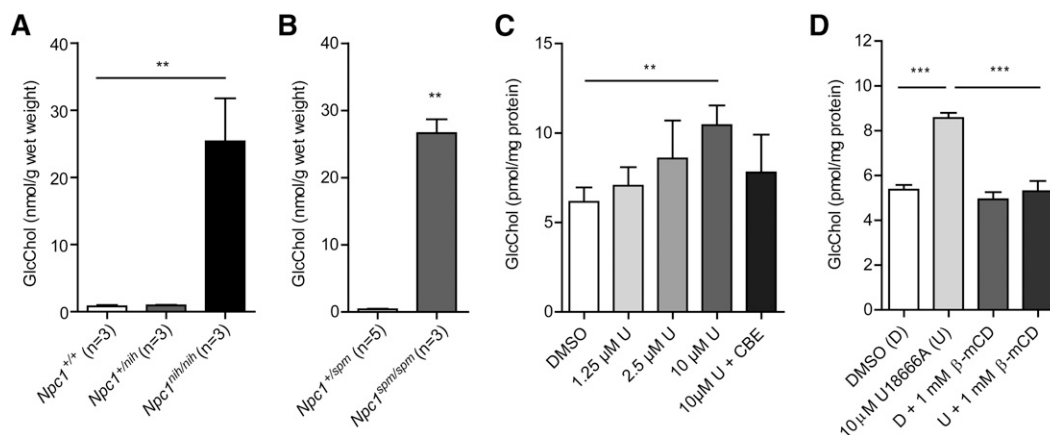 A
GlcChol (nmol/g wet weight)
40
30
20
10
0
**
Npc1+/+ (n=3)
Npc1+/nih (n=3)
Npc1nih/nih (n=3)
B
GlcChol (nmol/g wet weight)
40
30
20
10
0
**
Npc1+/spm (n=5)
Npc1spm/spm (n=3)
C
GlcChol (pmol/mg protein)
15
10
5
0
**
DMSO
1.25 µM U
2.5 µM U
10 µM U
10µM U + CBE
D
GlcChol (pmol/mg protein)
12
10
8
6
4
2
0
*** ***
DMSO (D)
10µM U18666A (U)
D + 1 mM β-mCD
U + 1 mM β-mCD